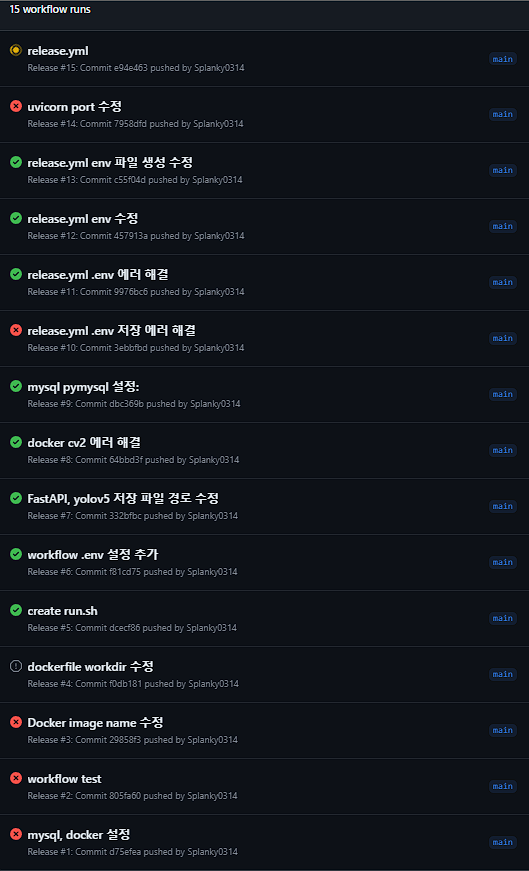 15 workflow runs
release.yml
Release #15: Commit e94e463 pushed by Splanky0314
main
uvicorn port 수정
Release #14: Commit 7958dfd pushed by Splanky0314
main
release.yml env 파일 생성 수정
Release #13: Commit c55f04d pushed by Splanky0314
main
release.yml env 수정
Release #12: Commit 457913a pushed by Splanky0314
main
release.yml .env 에러 해결
Release #11: Commit 9976bc6 pushed by Splanky0314
main
release.yml .env 저장 에러 해결
Release #10: Commit 3ebbfbd pushed by Splanky0314
main
mysql pymysql 설정:
Release #9: Commit dbc369b pushed by Splanky0314
main
docker cv2 에러 해결
Release #8: Commit 64bbd3f pushed by Splanky0314
main
FastAPI, yolov5 저장 파일 경로 수정
Release #7: Commit 332bfbc pushed by Splanky0314
main
workflow .env 설정 추가
Release #6: Commit f81cd75 pushed by Splanky0314
main
create run.sh
Release #5: Commit dcecf86 pushed by Splanky0314
main
dockerfile workdir 수정
Release #4: Commit f0db181 pushed by Splanky0314
main
Docker image name 수정
Release #3: Commit 29858f3 pushed by Splanky0314
main
workflow test
Release #2: Commit 805fa60 pushed by Splanky0314
main
mysql, docker 설정
Release #1: Commit d75efea pushed by Splanky0314
main